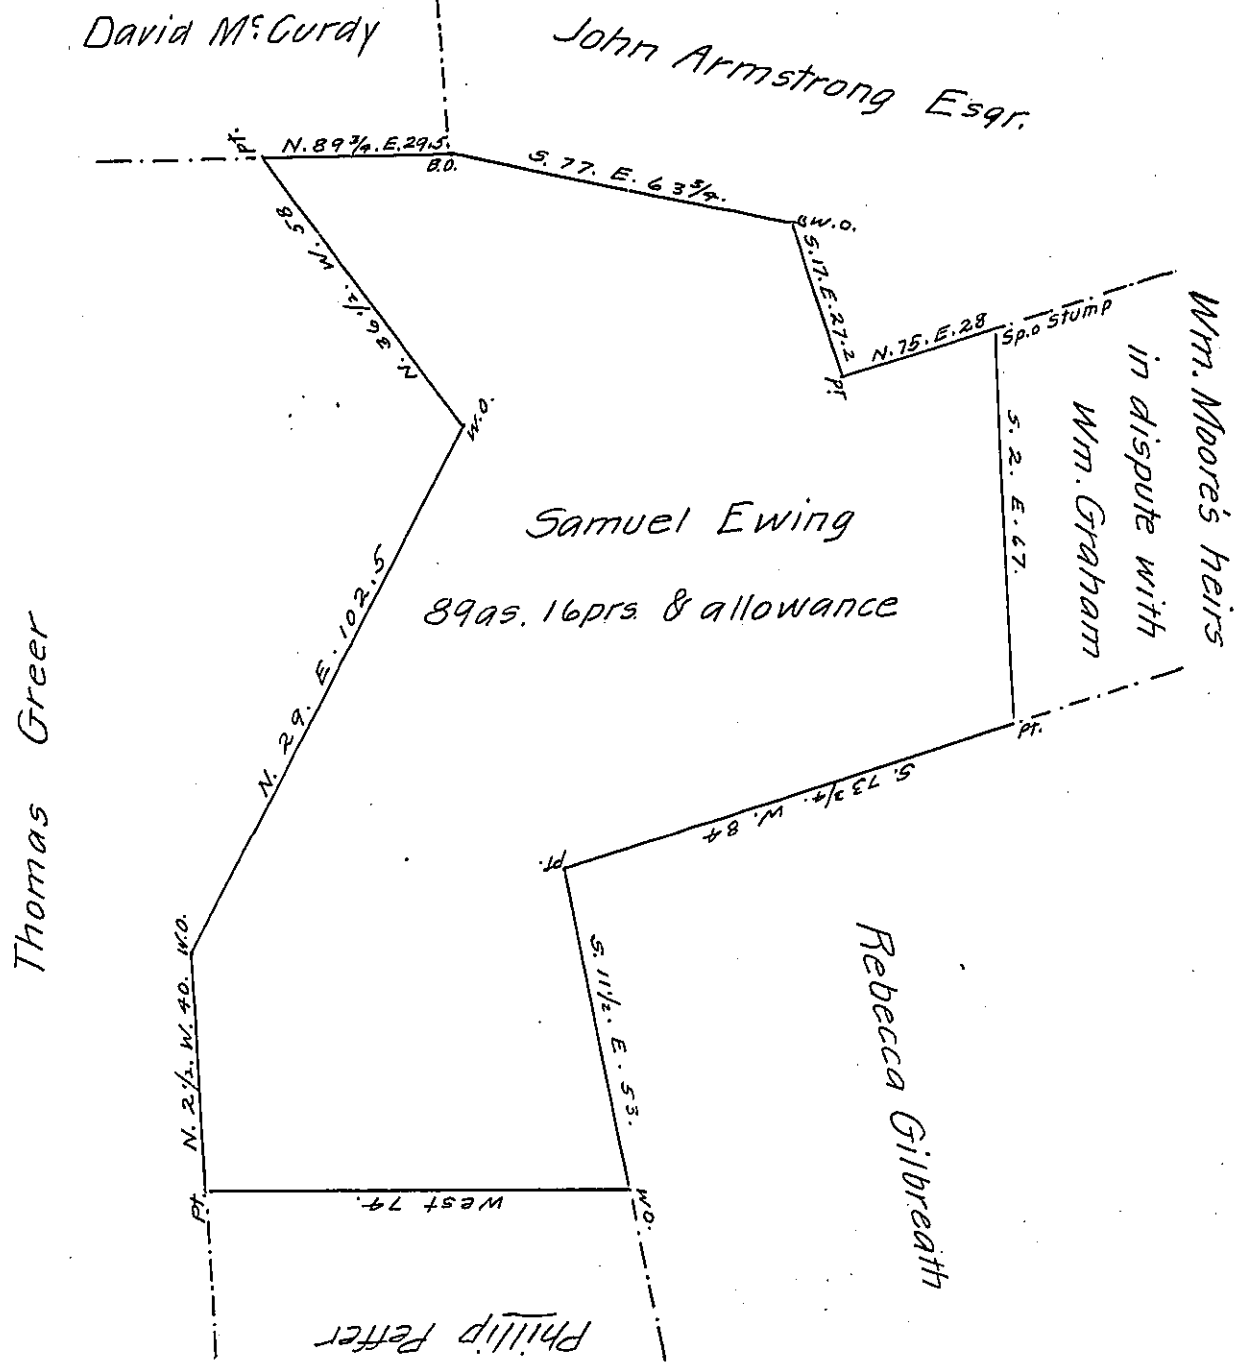 David McCurdy
John Armstrong Esqr.
pt.
N. 89 3/4. E. 29.5.
B.O.
S. 77. E. 63 3/4.
B W.O.
S. 17. E. 27.2
PT
N. 75. E. 28
Sp. o Stump
Wm. Moore's heirs
in dispute with
Wm. Graham
S. 2. E. 67.
N. 36 1/2. W. 58
W.O.
Samuel Ewing
89as. 16prs. & allowance
N. 29. E. 102.5
Thomas Greer
PT.
S. 73 3/4. W. 84
pt.
S. 11 1/2. E. 53.
Rebecca Gilbreaith
W.O.
N. 2 1/2. W. 40.
Pt.
West 74.
W.O.
Phillip Peffer